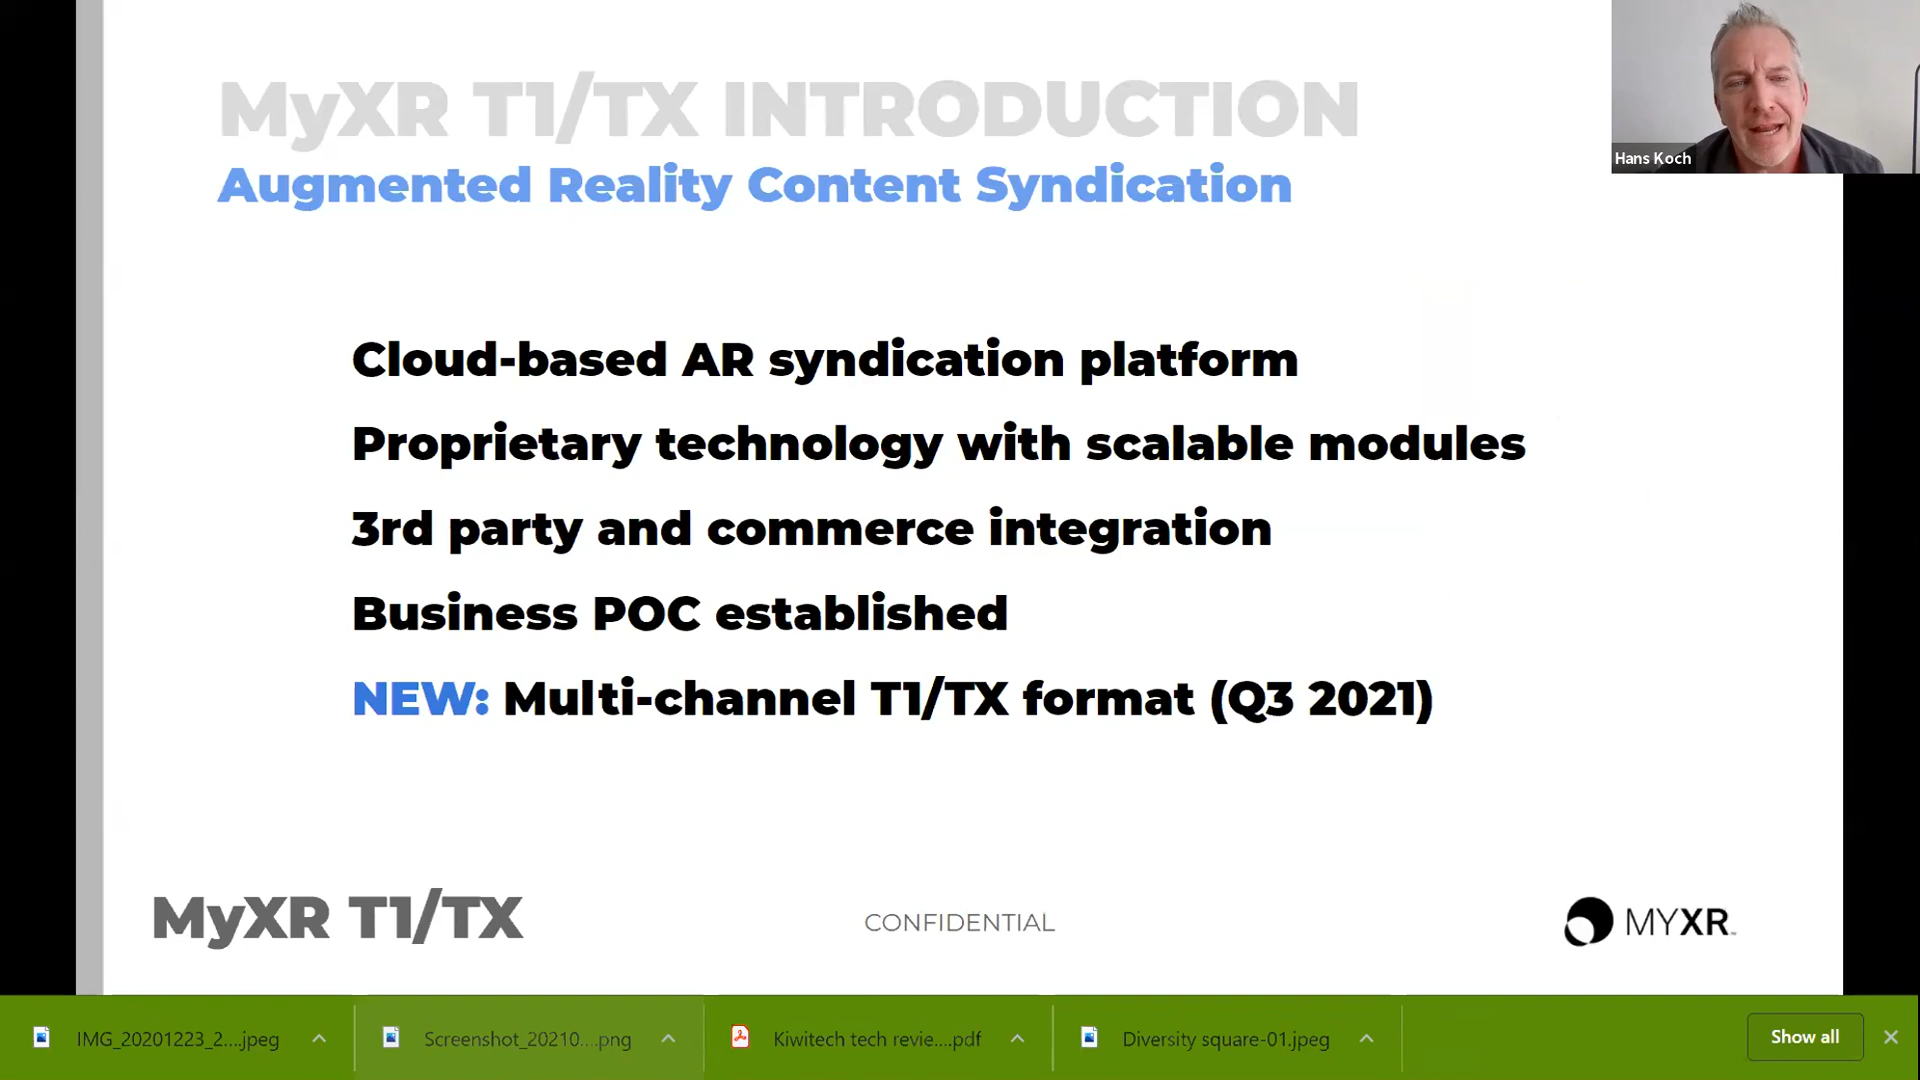 MyXR T1/TX INTRODUCTION
Augmented Reality Content Syndication
Hans Koch
Cloud-based AR syndication platform
Proprietary technology with scalable modules
3rd party and commerce integration
Business POC established
NEW: Multi-channel T1/TX format (Q3 2021)
MyXR T1/TX
CONFIDENTIAL
MYXR
IMG_20201223_2....jpeg
Screenshot_20210....png
Kiwitech tech revie....pdf
Diversity square-01.jpeg
Show all